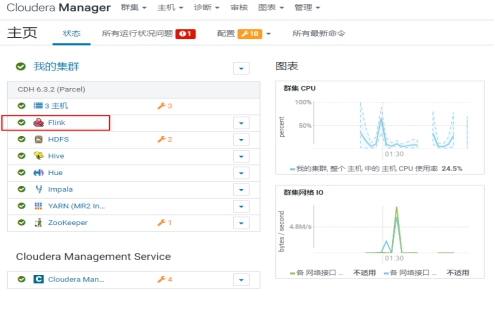 Cloudera Manager 群集 主机 诊断 审核 图表 管理
主页 状态 所有运行状况问题 1 配置 10 所有最新命令
我的集群
CDH 6.3.2 (Parcel)
3 主机 3
Flink
HDFS 2
Hive
Hue
Impala
YARN (MR2 In...
ZooKeeper 1
Cloudera Management Service
Cloudera Man... 4
图表
群集 CPU
percent
100%
50%
01:30
我的集群, 整个 主机 中的 主机 CPU 使用率 24.5%
群集网络 IO
bytes / second
4.8M/s
01:30
各 网络接口 ... 不适用 各 网络接口 ... 不适用